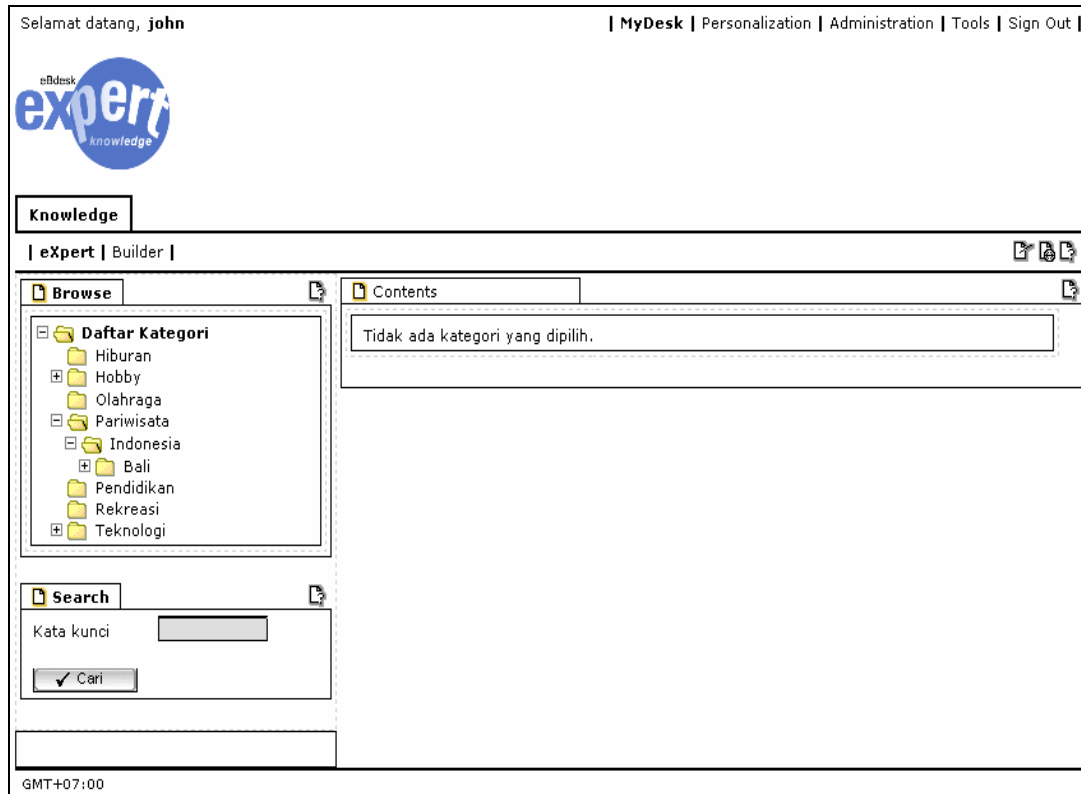 Selamat datang, john
| MyDesk | Personalization | Administration | Tools | Sign Out |
eBdesk
expert
knowledge
Knowledge
| eXpert | Builder |
Browse
Daftar Kategori
Hiburan
Hobby
Olahraga
Pariwisata
Indonesia
Bali
Pendidikan
Rekreasi
Teknologi
Contents
Tidak ada kategori yang dipilih.
Search
Kata kunci
Cari
GMT+07:00